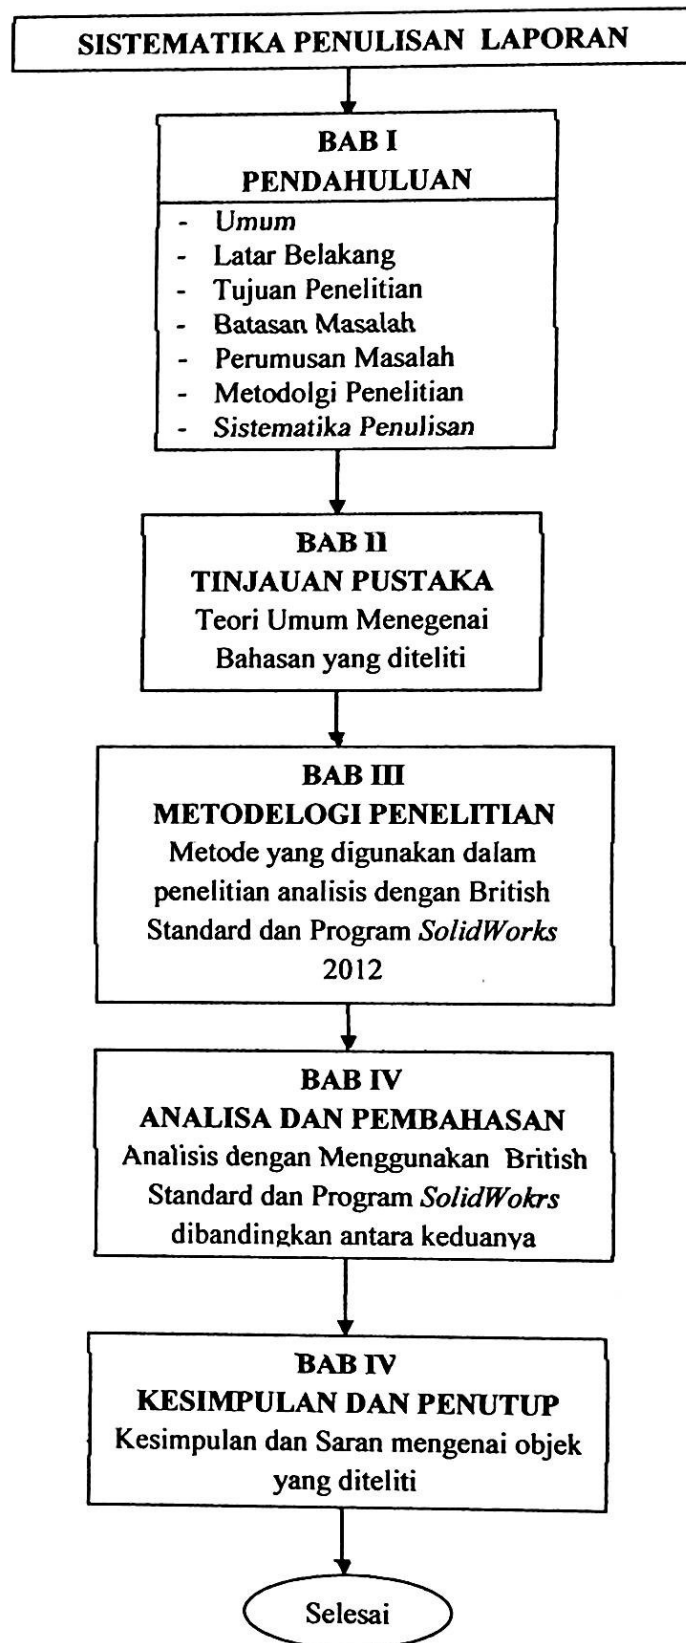 SISTEMATIKA PENULISAN LAPORAN
BAB I
PENDAHULUAN
- Umum
- Latar Belakang
- Tujuan Penelitian
- Batasan Masalah
- Perumusan Masalah
- Metodolgi Penelitian
- Sistematika Penulisan
BAB II
TINJAUAN PUSTAKA
Teori Umum Menegenai
Bahasan yang diteliti
BAB III
METODELOGI PENELITIAN
Metode yang digunakan dalam
penelitian analisis dengan British
Standard dan Program SolidWorks
2012
BAB IV
ANALISA DAN PEMBAHASAN
Analisis dengan Menggunakan British
Standard dan Program SolidWokrs
dibandingkan antara keduanya
BAB IV
KESIMPULAN DAN PENUTUP
Kesimpulan dan Saran mengenai objek
yang diteliti
Selesai